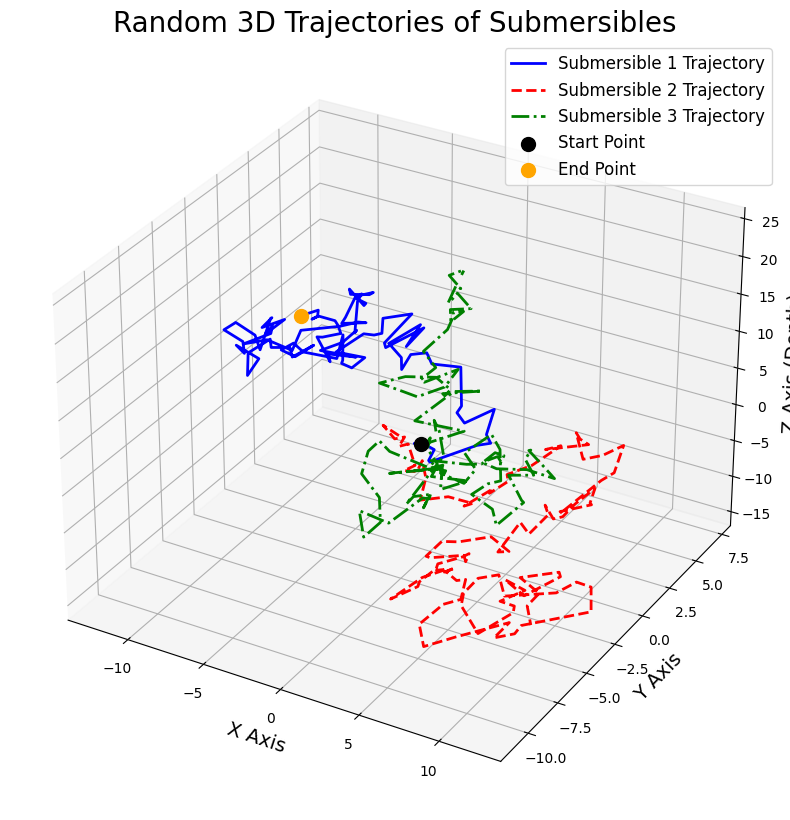 Random 3D Trajectories of Submersibles
Submersible 1 Trajectory
Submersible 2 Trajectory
Submersible 3 Trajectory
Start Point
End Point
25
20
15
10
5
0
−5
−10
−15
Z Axis (Depth)
7.5
5.0
2.5
0.0
−2.5
−5.0
−7.5
−10.0
Y Axis
−10
−5
0
5
10
X Axis